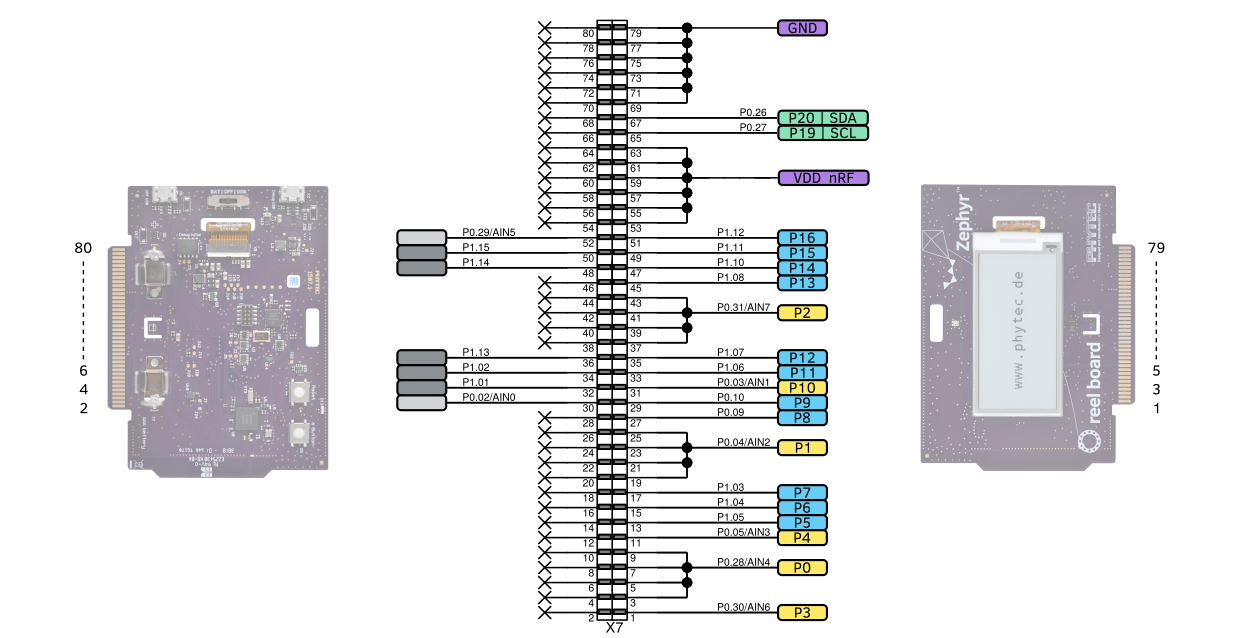 80 79 GND
78 77
76 75
74 73
72 71
70 69
P0.26 P20 | SDA
68 67
P0.27 P19 | SCL
66 65
64 63
62 61
VDD_nRF
60 59
58 57
56 55
54 53
P0.29/AIN5 P1.12 P16
52 51
P1.15 P1.11 P15
50 49
P1.14 P1.10 P14
48 47
P1.08 P13
46 45
44 43
P0.31/AIN7 P2
42 41
40 39
38 37
P1.13 P1.07 P12
36 35
P1.02 P1.06 P11
34 33
P1.01 P0.03/AIN1 P10
32 31
P0.02/AIN0 P0.10 P9
30 29
P0.09 P8
28 27
26 25
P0.04/AIN2 P1
24 23
22 21
20 19
P1.03 P7
18 17
P1.04 P6
16 15
P1.05 P5
14 13
P0.05/AIN3 P4
12 11
10 9
P0.28/AIN4 P0
8 7
6 5
4 3
P0.30/AIN6 P3
2 1
X7
80
6
4
2
79
5
3
1
Zephyr
PHYTEC
www.phytec.de
reel board